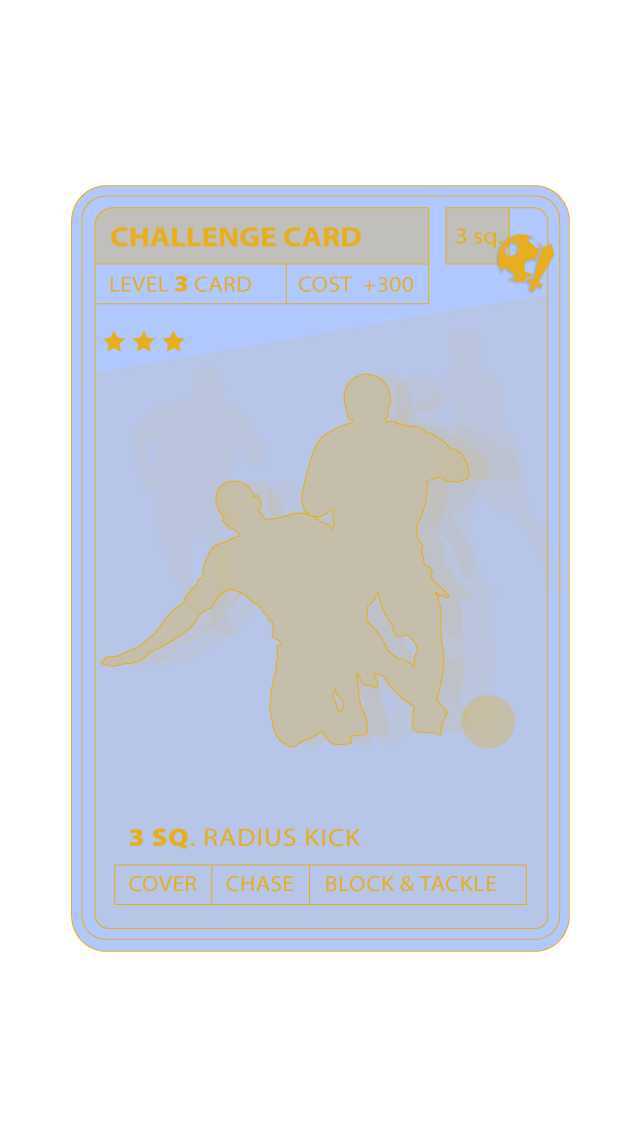 CHALLENGE CARD
3 sq.
LEVEL 3 CARD
COST +300
3 SQ. RADIUS KICK
COVER
CHASE
BLOCK & TACKLE